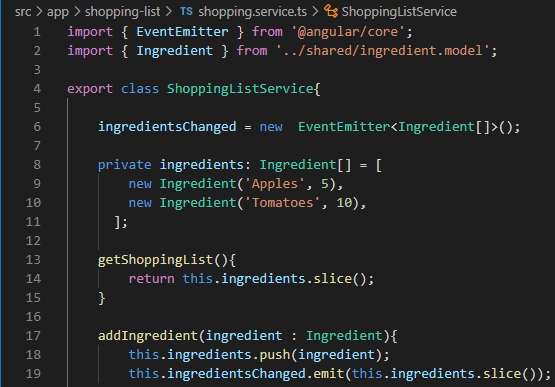 src > app > shopping-list > shopping.service.ts > ShoppingListService
1 import { EventEmitter } from '@angular/core';
2 import { Ingredient } from '../shared/ingredient.model';
3
4 export class ShoppingListService{
5
6 ingredientsChanged = new  EventEmitter<Ingredient[]>();
7
8 private ingredients: Ingredient[] = [
9 new Ingredient('Apples', 5),
10 new Ingredient('Tomatoes', 10),
11 ];
12
13 getShoppingList(){
14 return this.ingredients.slice();
15 }
16
17 addIngredient(ingredient : Ingredient){
18 this.ingredients.push(ingredient);
19 this.ingredientsChanged.emit(this.ingredients.slice());